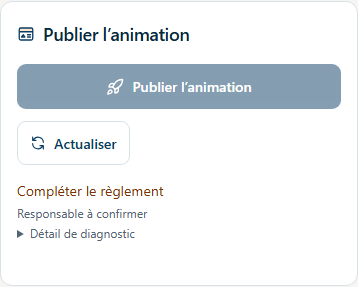 Publier l’animation
Publier l’animation
Actualiser
Compléter le règlement
Responsable à confirmer
Détail de diagnostic